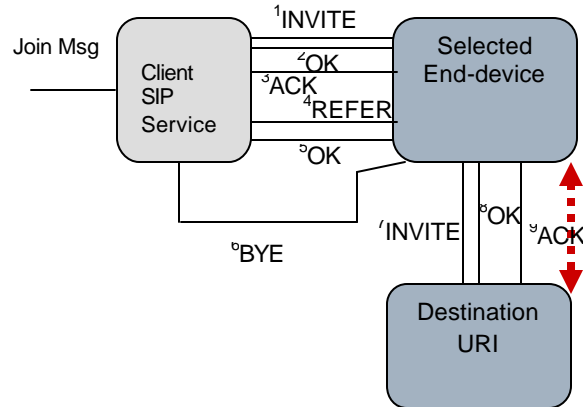 Join Msg
Client
SIP
Service
¹INVITE
²OK
³ACK
⁴REFER
⁵OK
⁶BYE
Selected
End-device
⁷INVITE
⁸OK
⁹ACK
Destination
URI